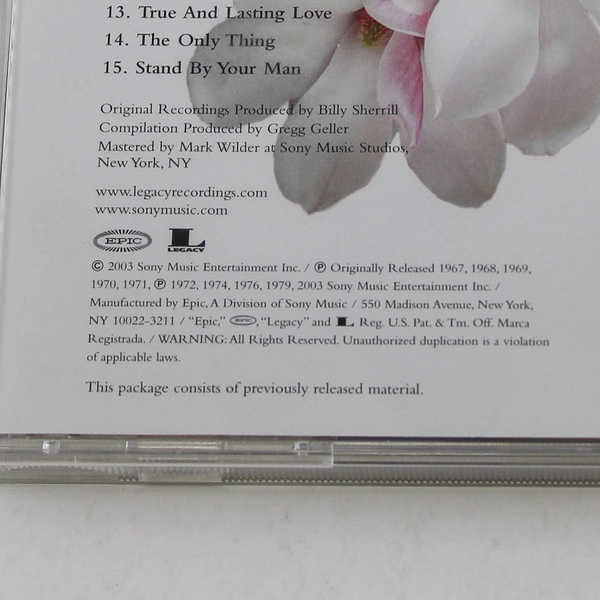 13. True And Lasting Love
14. The Only Thing
15. Stand By Your Man
Original Recordings Produced by Billy Sherrill
Compilation Produced by Gregg Geller
Mastered by Mark Wilder at Sony Music Studios,
New York, NY
www.legacyrecordings.com
www.sonymusic.com
EPIC L LEGACY
© 2003 Sony Music Entertainment Inc. / ℗ Originally Released 1967, 1968, 1969,
1970, 1971, ℗ 1972, 1974, 1976, 1979, 2003 Sony Music Entertainment Inc. /
Manufactured by Epic, A Division of Sony Music / 550 Madison Avenue, New York,
NY 10022-3211 / "Epic," EPIC, "Legacy" and L Reg. U.S. Pat. & Tm. Off. Marca
Registrada. / WARNING: All Rights Reserved. Unauthorized duplication is a violation
of applicable laws.
This package consists of previously released material.